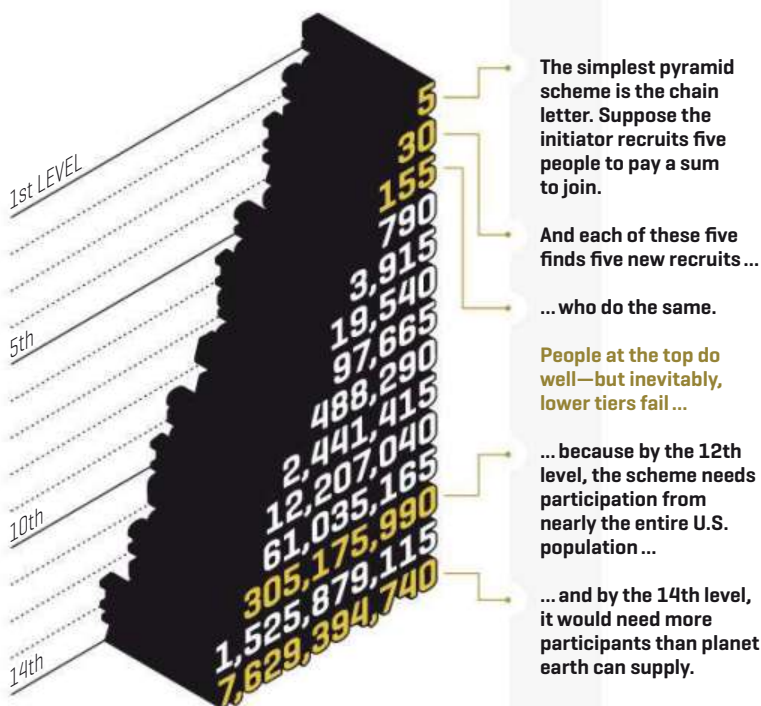 1st LEVEL
5th
10th
14th
5
30
155
790
3,915
19,540
97,665
488,290
2,441,415
12,207,040
61,035,165
305,175,990
1,525,879,115
7,629,394,740
The simplest pyramid
scheme is the chain
letter. Suppose the
initiator recruits five
people to pay a sum
to join.
And each of these five
finds five new recruits ...
... who do the same.
People at the top do
well—but inevitably,
lower tiers fail ...
... because by the 12th
level, the scheme needs
participation from
nearly the entire U.S.
population ...
... and by the 14th level,
it would need more
participants than planet
earth can supply.